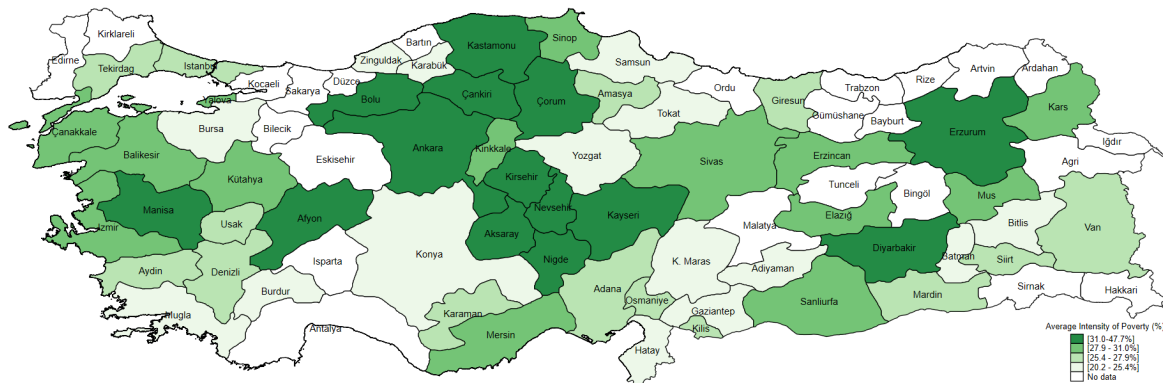 Kirklareli
Edirne
Tekirdag
Istanbul
Kocaeli
Yalova
Sakarya
Düzce
Zinguldak
Bartın
Karabük
Kastamonu
Sinop
Samsun
Ordu
Giresun
Trabzon
Rize
Artvin
Ardahan
Kars
Iğdır
Agri
Erzurum
Bayburt
Gümüshane
Amasya
Tokat
Çorum
Çankiri
Bolu
Bilecik
Bursa
Çanakkale
Balikesir
Kütahya
Eskisehir
Ankara
Kirikkale
Yozgat
Sivas
Erzincan
Tunceli
Bingöl
Mus
Bitlis
Van
Elazığ
Malatya
Kayseri
Kirsehir
Nevsehir
Aksaray
Nigde
Konya
Afyon
Usak
Manisa
Izmir
Aydin
Denizli
Burdur
Isparta
Mugla
Antalya
Karaman
Mersin
Adana
Osmaniye
K. Maras
Adiyaman
Gaziantep
Kilis
Hatay
Sanliurfa
Diyarbakir
Batman
Siirt
Mardin
Sirnak
Hakkari
Average Intensity of Poverty (%)
[31.0-47.7%]
[27.9 - 31.0%]
[25.4 - 27.9%]
[20.2 - 25.4%]
No data